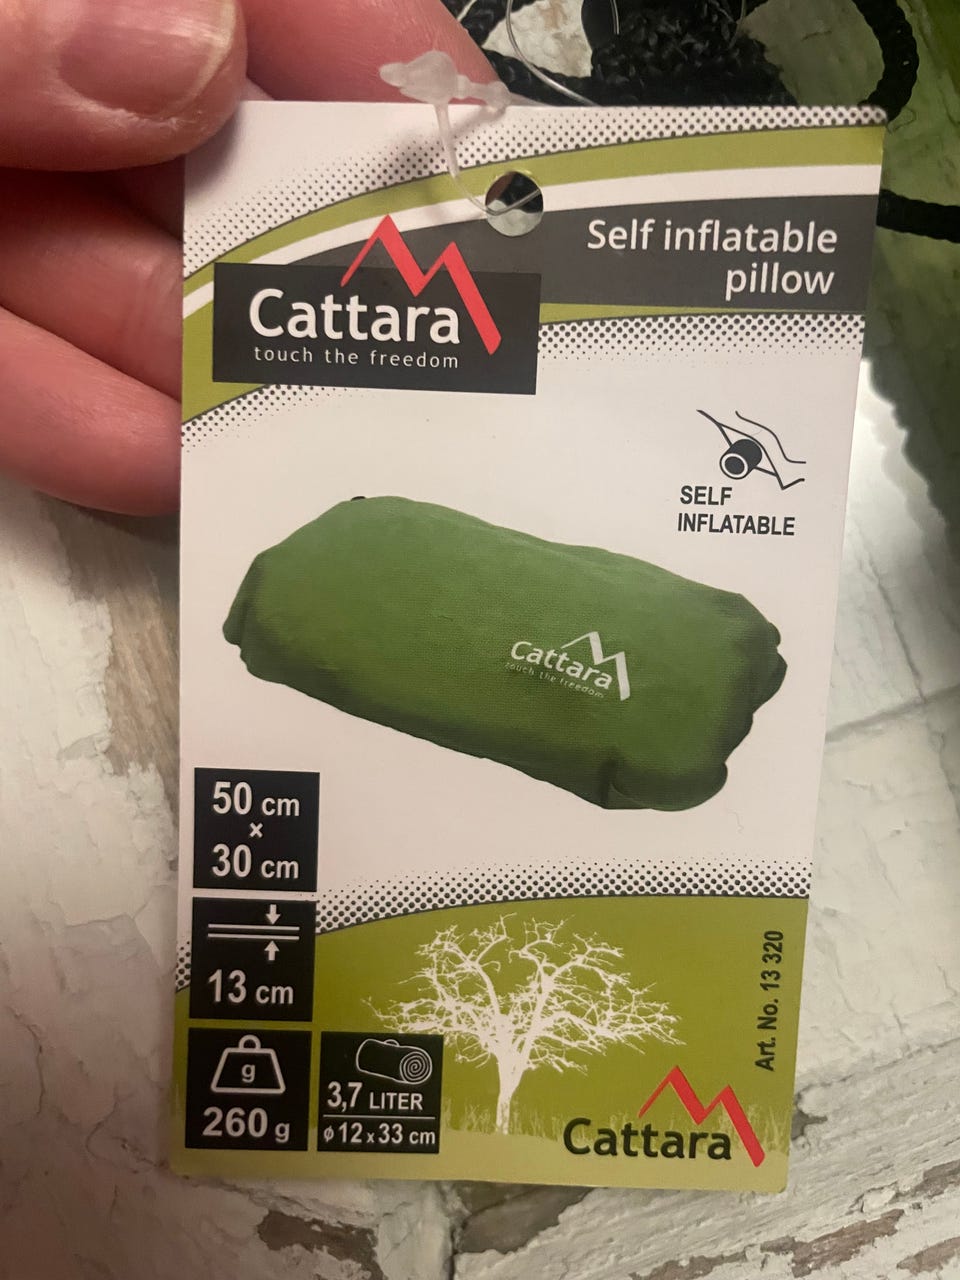 Self inflatable
pillow
Cattara
touch the freedom
SELF
INFLATABLE
Cattara
touch the freedom
50 cm
×
30 cm
13 cm
g
260 g
3,7 LITER
ø 12 x 33 cm
Art. No. 13 320
Cattara